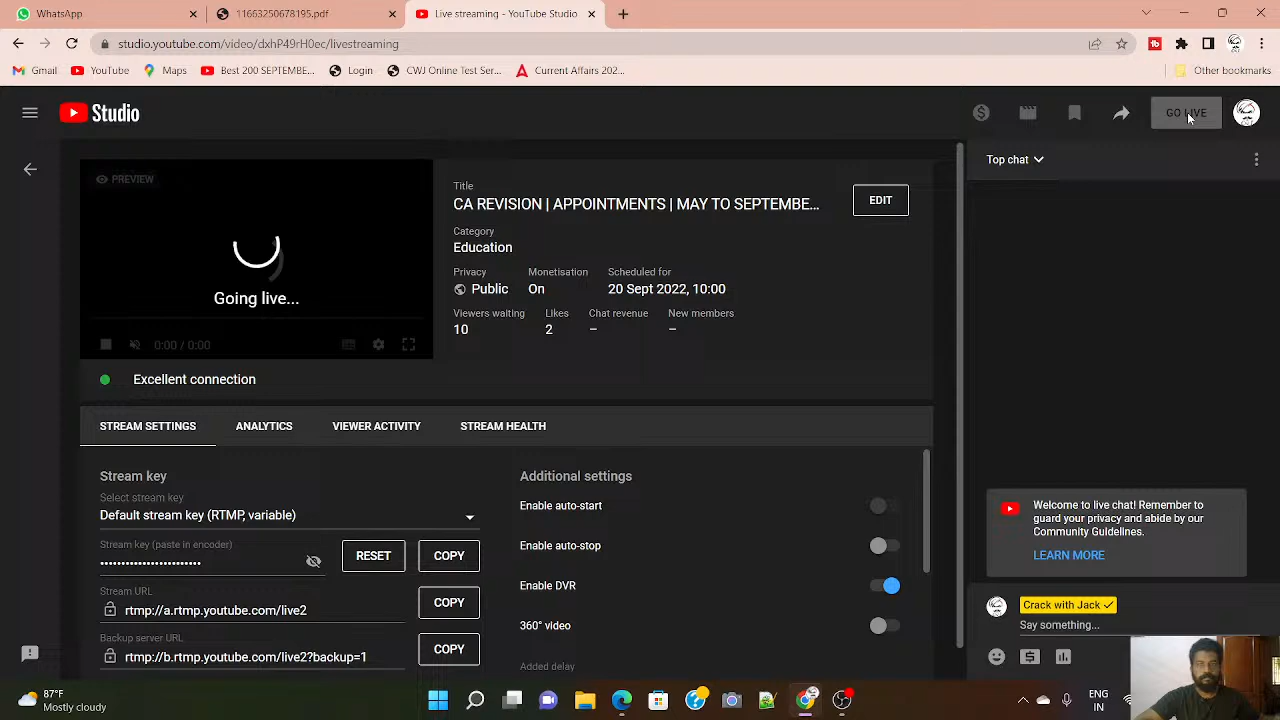 WhatsApp
11663250678195.pdf
Live streaming - YouTube Studio
studio.youtube.com/video/dxhP49rH0ec/livestreaming
Gmail
YouTube
Maps
Best 200 SEPTEMBE...
Login
CWJ Online Test Ser...
Current Affairs 202...
Other bookmarks
Studio
GO LIVE
PREVIEW
Going live...
0:00 / 0:00
Title
CA REVISION | APPOINTMENTS | MAY TO SEPTEMBE...
EDIT
Category
Education
Privacy Monetisation Scheduled for
Public On 20 Sept 2022, 10:00
Viewers waiting Likes Chat revenue New members
10 2 – –
Excellent connection
STREAM SETTINGS ANALYTICS VIEWER ACTIVITY STREAM HEALTH
Stream key
Select stream key
Default stream key (RTMP, variable)
Stream key (paste in encoder)
••••••••••••••••••••••••
RESET COPY
Stream URL
rtmp://a.rtmp.youtube.com/live2
COPY
Backup server URL
rtmp://b.rtmp.youtube.com/live2?backup=1
COPY
Additional settings
Enable auto-start
Enable auto-stop
Enable DVR
360° video
Added delay
Top chat
Welcome to live chat! Remember to
guard your privacy and abide by our
Community Guidelines.
LEARN MORE
Crack with Jack
Say something...
87°F
Mostly cloudy
ENG
IN